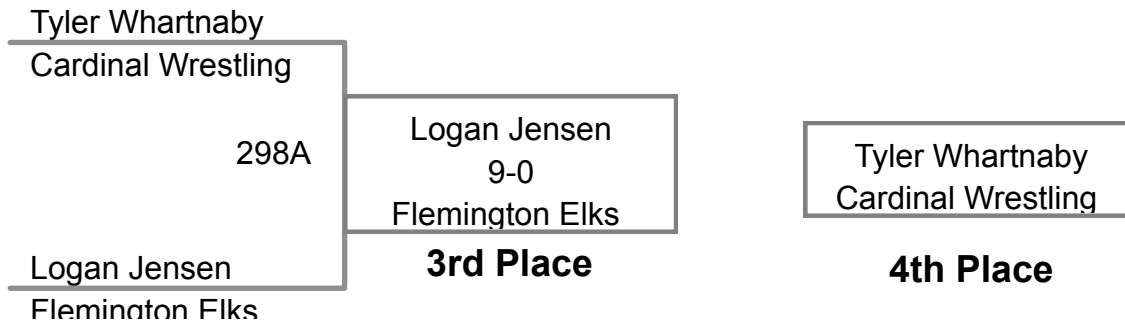 Tyler Whartnaby
Cardinal Wrestling
298A
Logan Jensen
9-0
Flemington Elks
3rd Place
Tyler Whartnaby
Cardinal Wrestling
4th Place
Logan Jensen
Flemington Elks